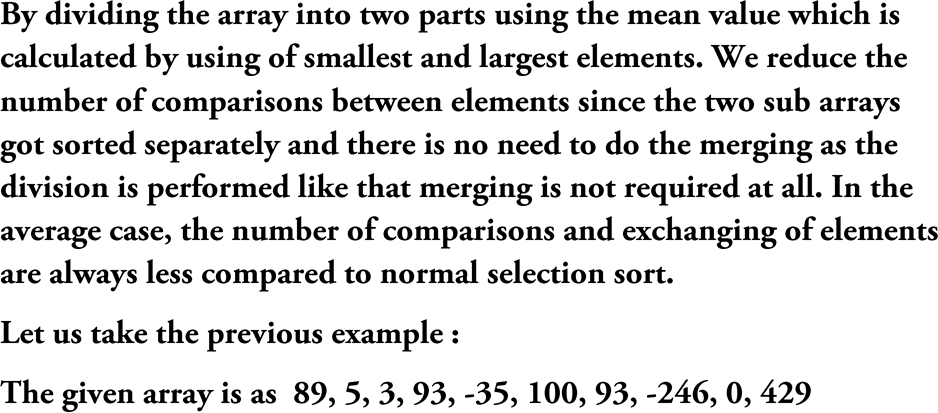 By dividing the array into two parts using the mean value which is
calculated by using of smallest and largest elements. We reduce the
number of comparisons between elements since the two sub arrays
got sorted separately and there is no need to do the merging as the
division is performed like that merging is not required at all. In the
average case, the number of comparisons and exchanging of elements
are always less compared to normal selection sort.
Let us take the previous example :
The given array is as 89, 5, 3, 93, -35, 100, 93, -246, 0, 429